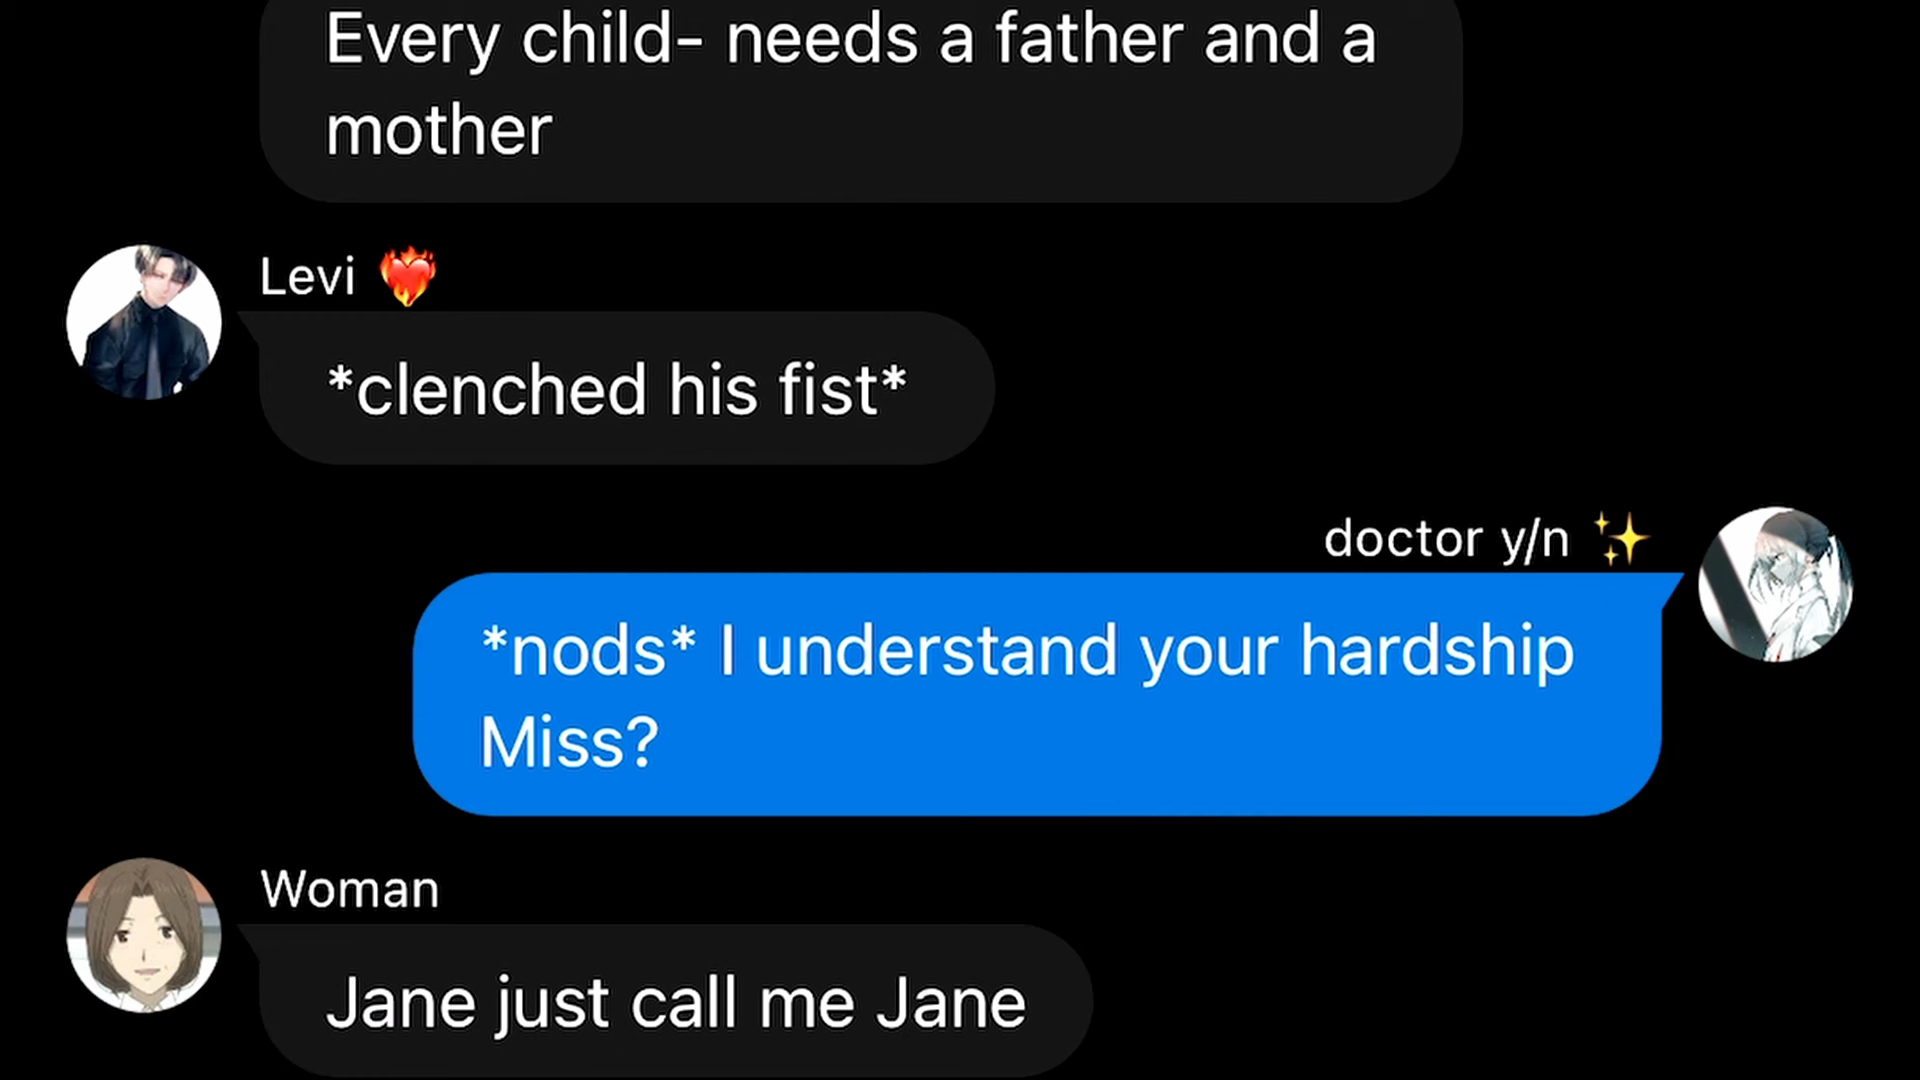 Every child- needs a father and a
mother
Levi ❤️‍🔥
*clenched his fist*
doctor y/n ✨
*nods* I understand your hardship
Miss?
Woman
Jane just call me Jane